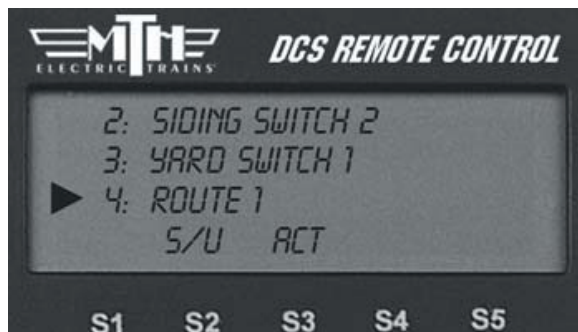 MTH
ELECTRIC TRAINS
DCS REMOTE CONTROL
2: SIDING SWITCH 2
3: YARD SWITCH 1
4: ROUTE 1
S/U ACT
S1 S2 S3 S4 S5